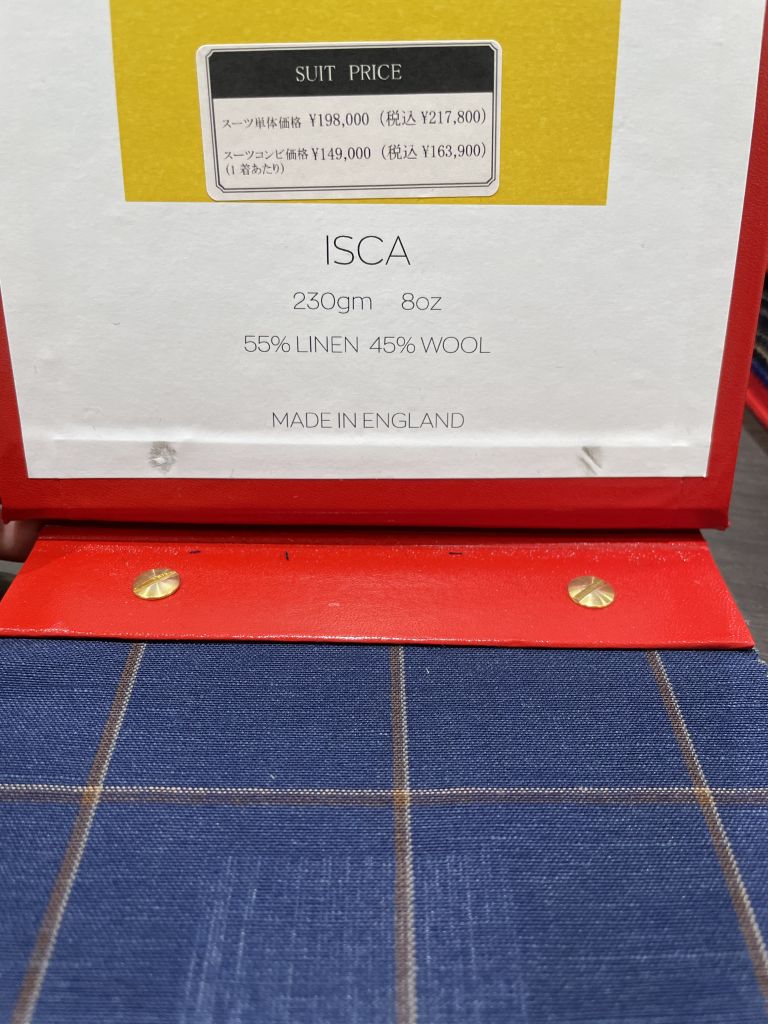 SUIT PRICE
スーツ単体価格 ¥198,000 (税込 ¥217,800)
スーツコンビ価格 ¥149,000 (税込 ¥163,900)
(1着あたり)
ISCA
230gm 8oz
55% LINEN 45% WOOL
MADE IN ENGLAND